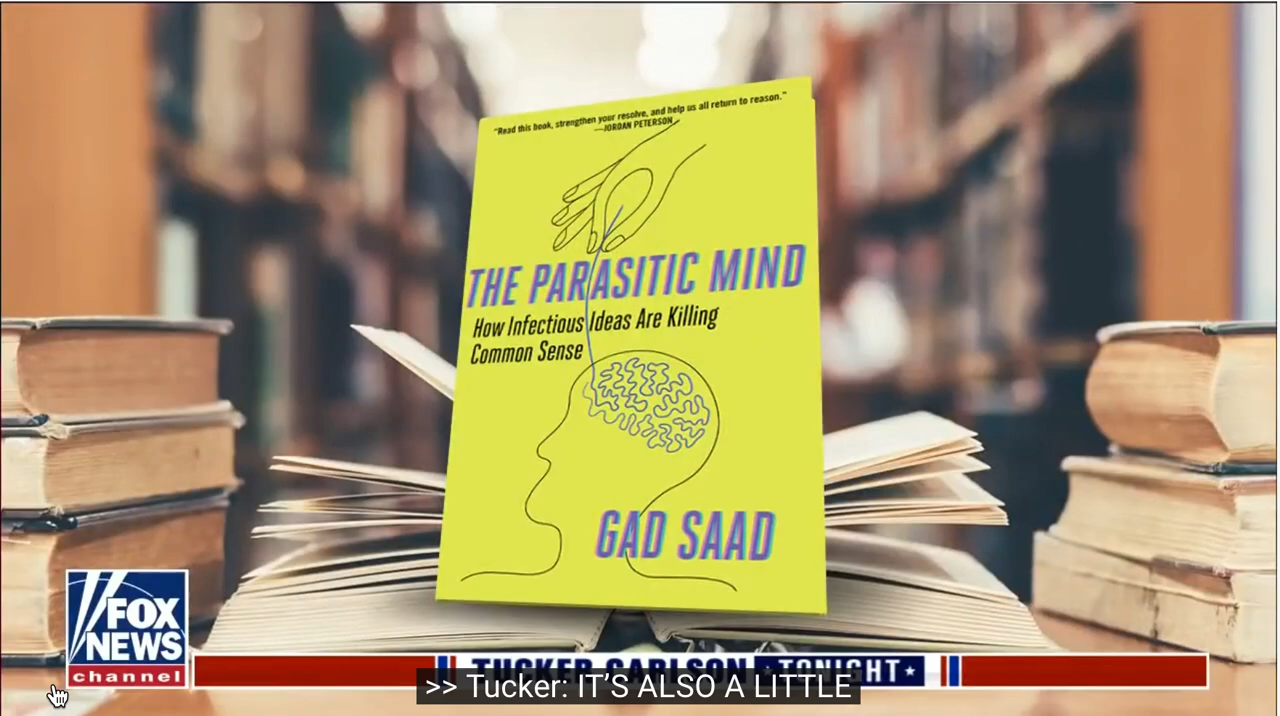 "Read this book, strengthen your resolve, and help us all return to reason."
—JORDAN PETERSON
THE PARASITIC MIND
How Infectious Ideas Are Killing
Common Sense
GAD SAAD
FOX
NEWS
channel
TUCKER CARLSON TONIGHT
>> Tucker: IT'S ALSO A LITTLE